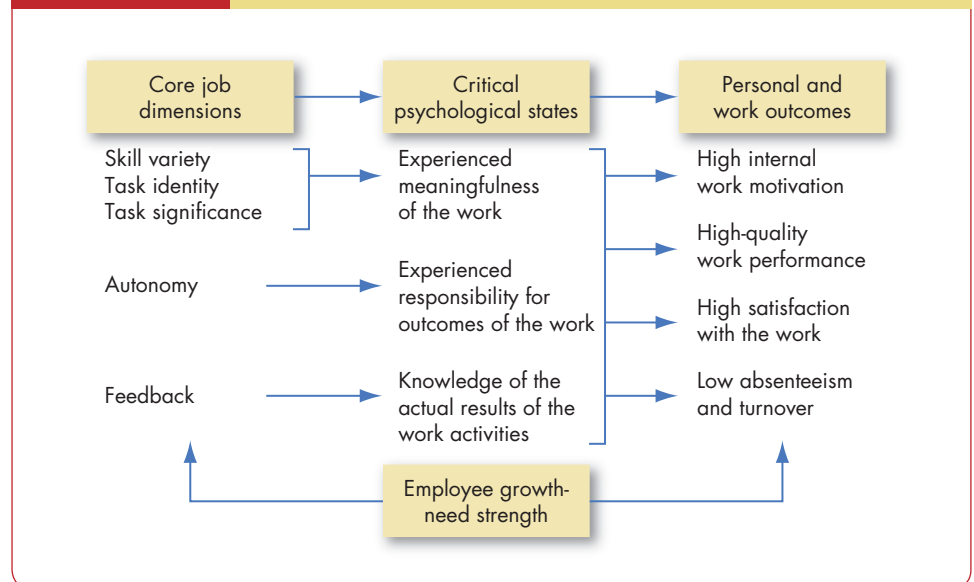 Core job
dimensions
Critical
psychological states
Personal and
work outcomes
Skill variety
Task identity
Task significance
Experienced
meaningfulness
of the work
High internal
work motivation
High-quality
work performance
Autonomy
Experienced
responsibility for
outcomes of the work
High satisfaction
with the work
Feedback
Knowledge of the
actual results of the
work activities
Low absenteeism
and turnover
Employee growth-
need strength